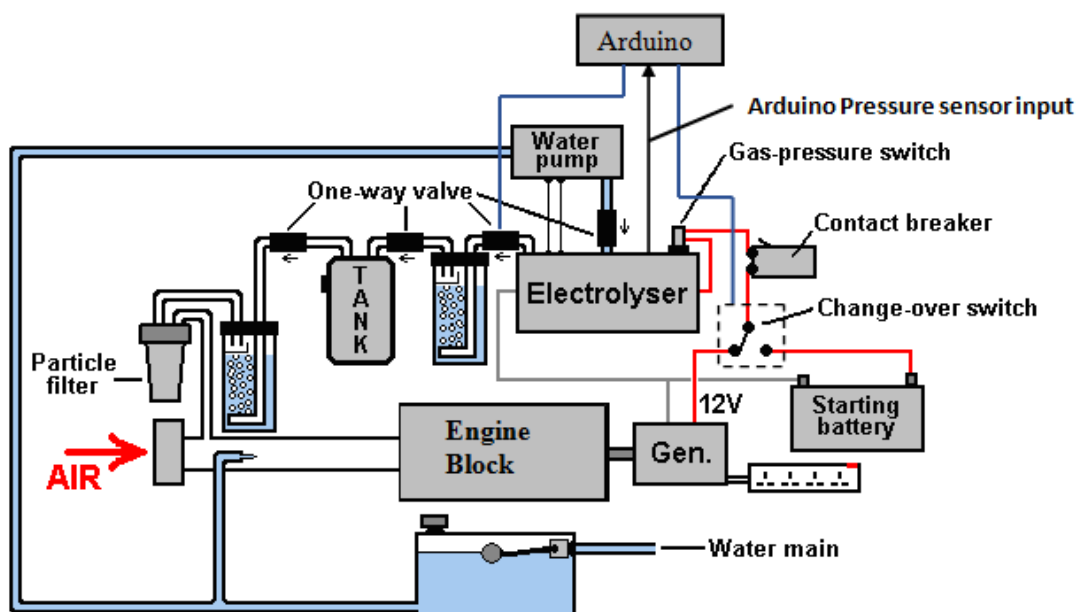 Arduino
Arduino Pressure sensor input
Water
pump
Gas-pressure switch
One-way valve
Contact breaker
T
A
N
K
Electrolyser
Change-over switch
Particle
filter
12V
Starting
battery
Engine
Block
Gen.
AIR
Water main